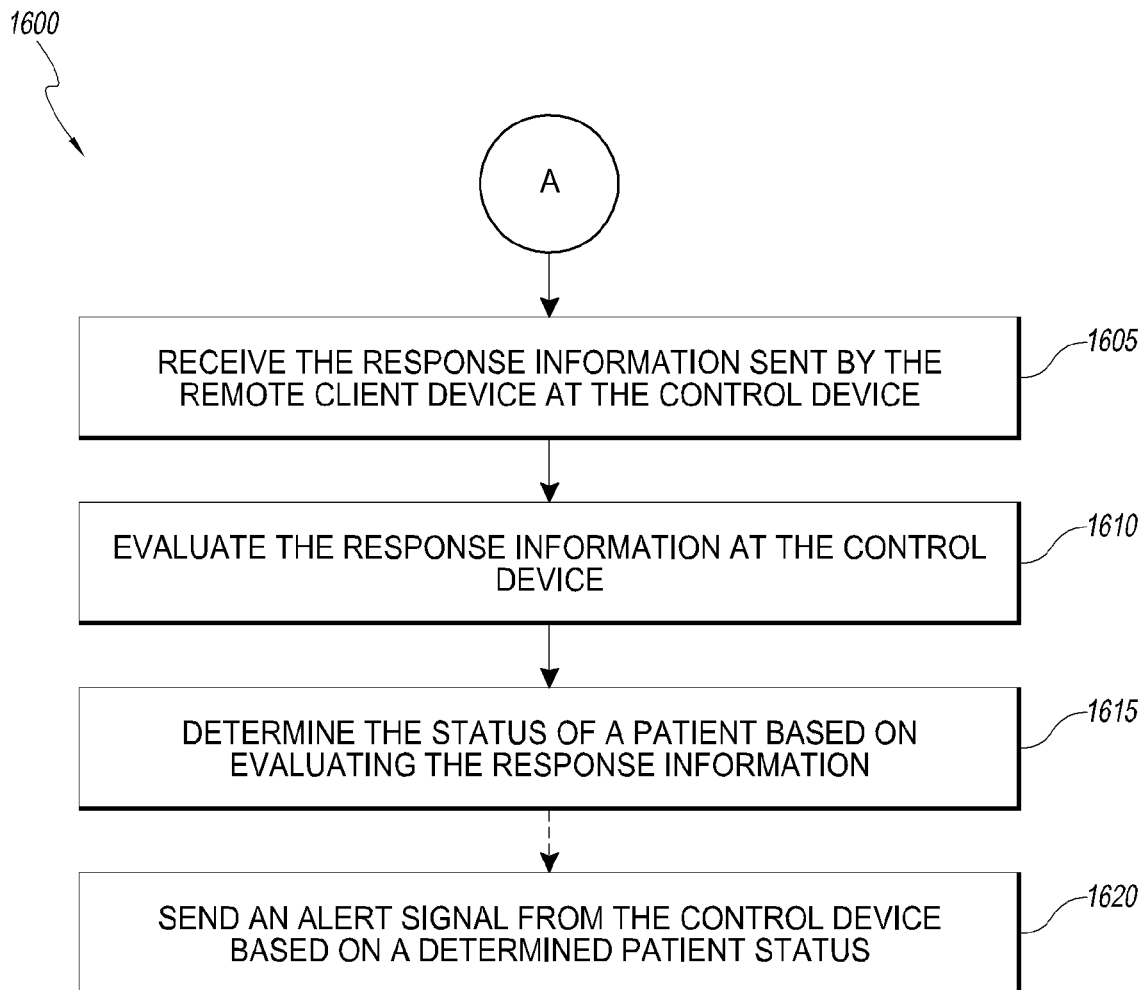 1600
A
RECEIVE THE RESPONSE INFORMATION SENT BY THE
REMOTE CLIENT DEVICE AT THE CONTROL DEVICE
1605
EVALUATE THE RESPONSE INFORMATION AT THE CONTROL
DEVICE
1610
DETERMINE THE STATUS OF A PATIENT BASED ON
EVALUATING THE RESPONSE INFORMATION
1615
SEND AN ALERT SIGNAL FROM THE CONTROL DEVICE
BASED ON A DETERMINED PATIENT STATUS
1620